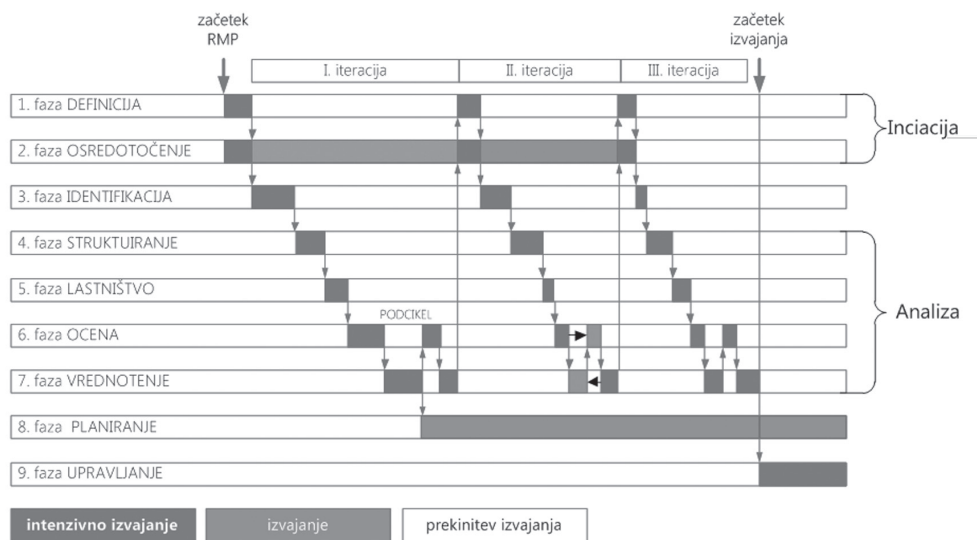 začetek
RMP
začetek
izvajanja
I. iteracija
II. iteracija
III. iteracija
1. faza DEFINICIJA
2. faza OSREDOTOČENJE
Inciacija
3. faza IDENTIFIKACIJA
4. faza STRUKTUIRANJE
5. faza LASTNIŠTVO
Analiza
PODCIKEL
6. faza OCENA
7. faza VREDNOTENJE
8. faza PLANIRANJE
9. faza UPRAVLJANJE
intenzivno izvajanje
izvajanje
prekinitev izvajanja